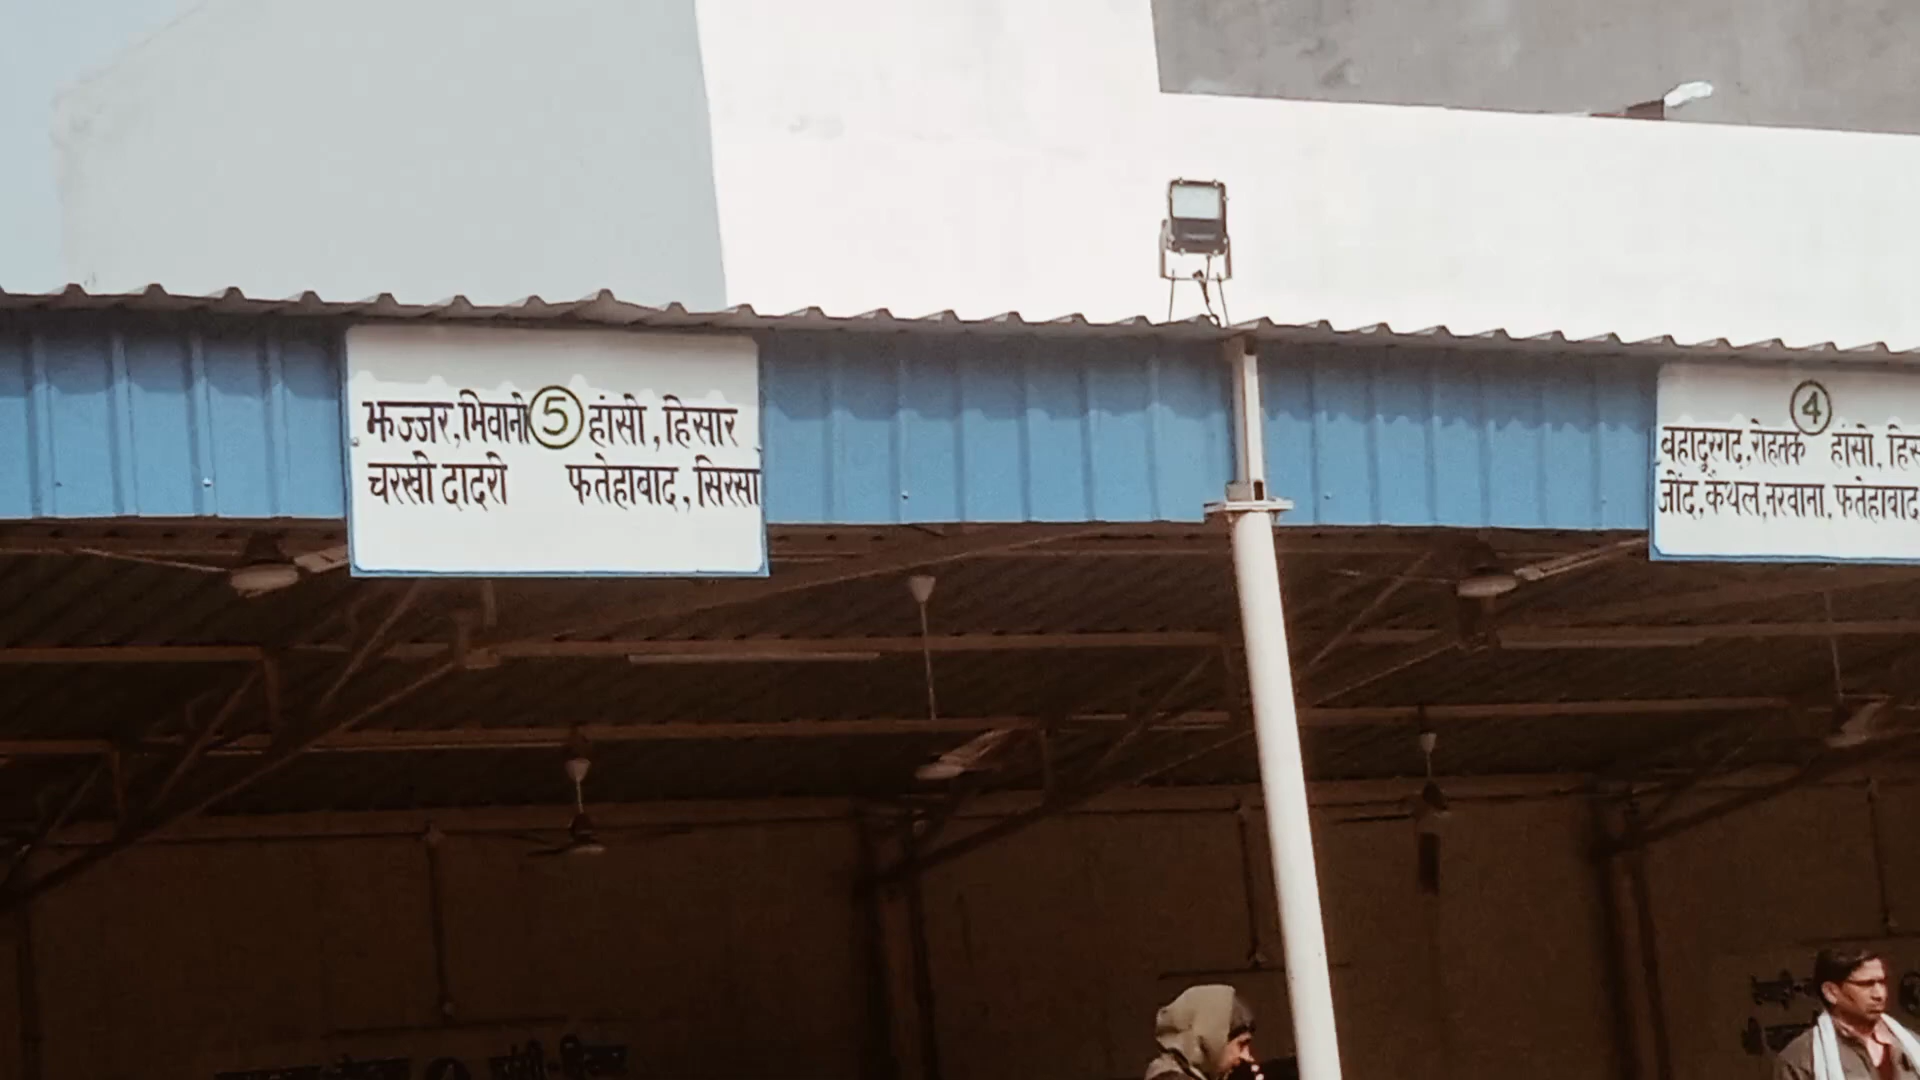 झज्जर,भिवानी 5 हांसी,हिसार
चरखी दादरी फतेहाबाद,सिरसा
4
बहादुरगढ़,रोहतक हांसी,
जींद,कैथल,नरवाना,फतेहाबाद